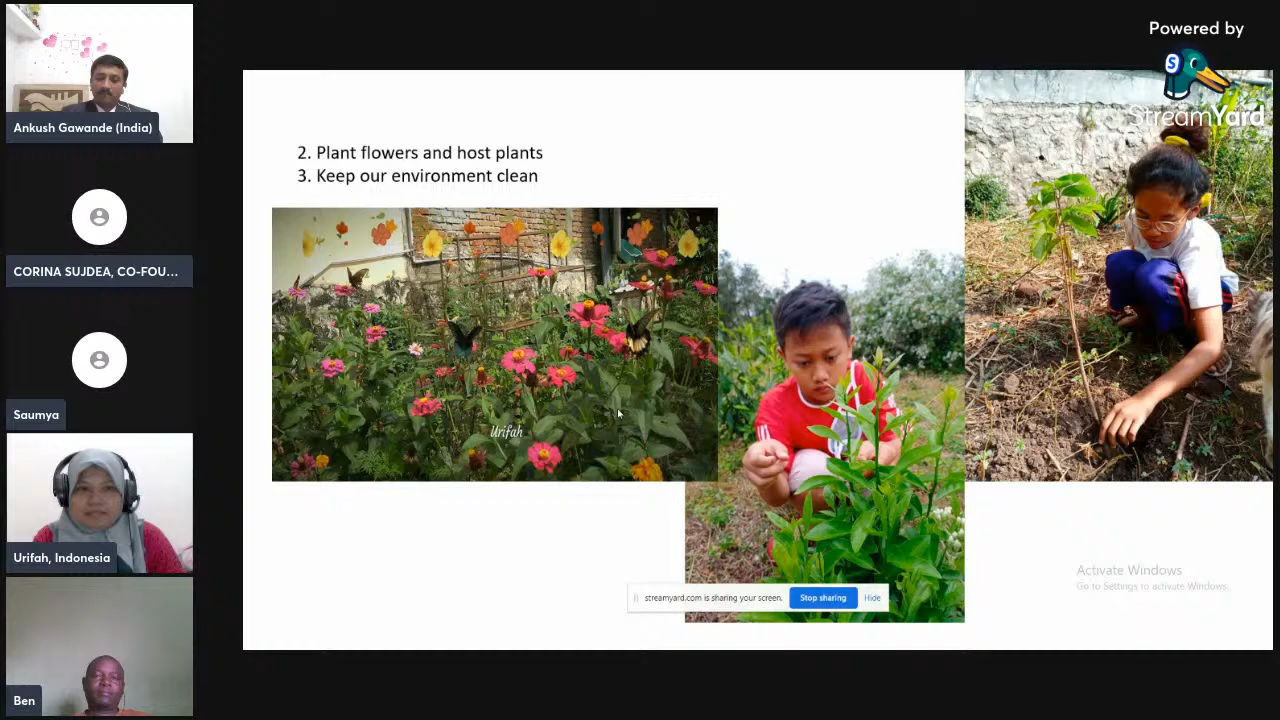 Powered by
StreamYard
Ankush Gawande (India)
CORINA SUJDEA, CO-FOU...
Saumya
Urifah, Indonesia
Ben
2. Plant flowers and host plants
3. Keep our environment clean
Urifah
streamyard.com is sharing your screen.
Stop sharing
Hide
Activate Windows
Go to Settings to activate Windows.